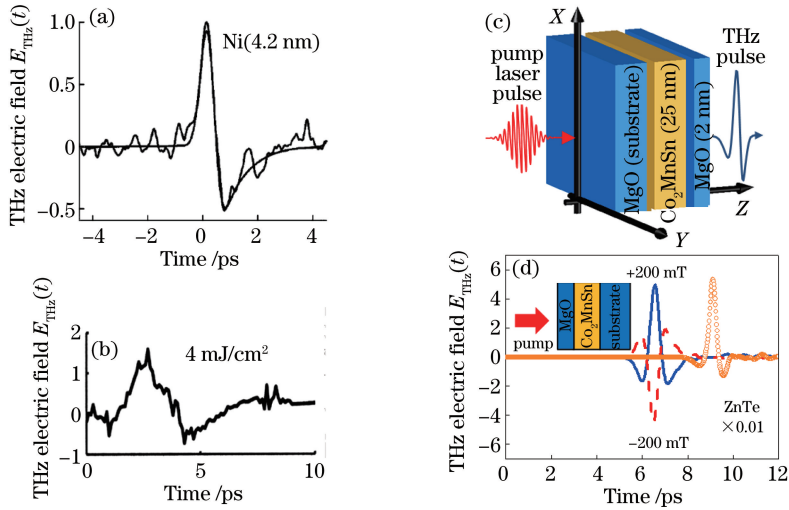 (a)
THz electric field E_THz(t)
1.0
0.5
0
−0.5
Ni(4.2 nm)
−4
−2
0
2
4
Time /ps
(b)
THz electric field E_THz(t)
2
1
0
−1
4 mJ/cm²
0
5
10
Time /ps
(c)
X
pump
laser
pulse
THz
pulse
MgO (substrate)
Co₂MnSn (25 nm)
MgO (2 nm)
Z
Y
(d)
THz electric field E_THz(t)
6
4
2
0
−2
−4
−6
+200 mT
pump
MgO
Co₂MnSn
substrate
−200 mT
ZnTe
×0.01
0
2
4
6
8
10
12
Time /ps